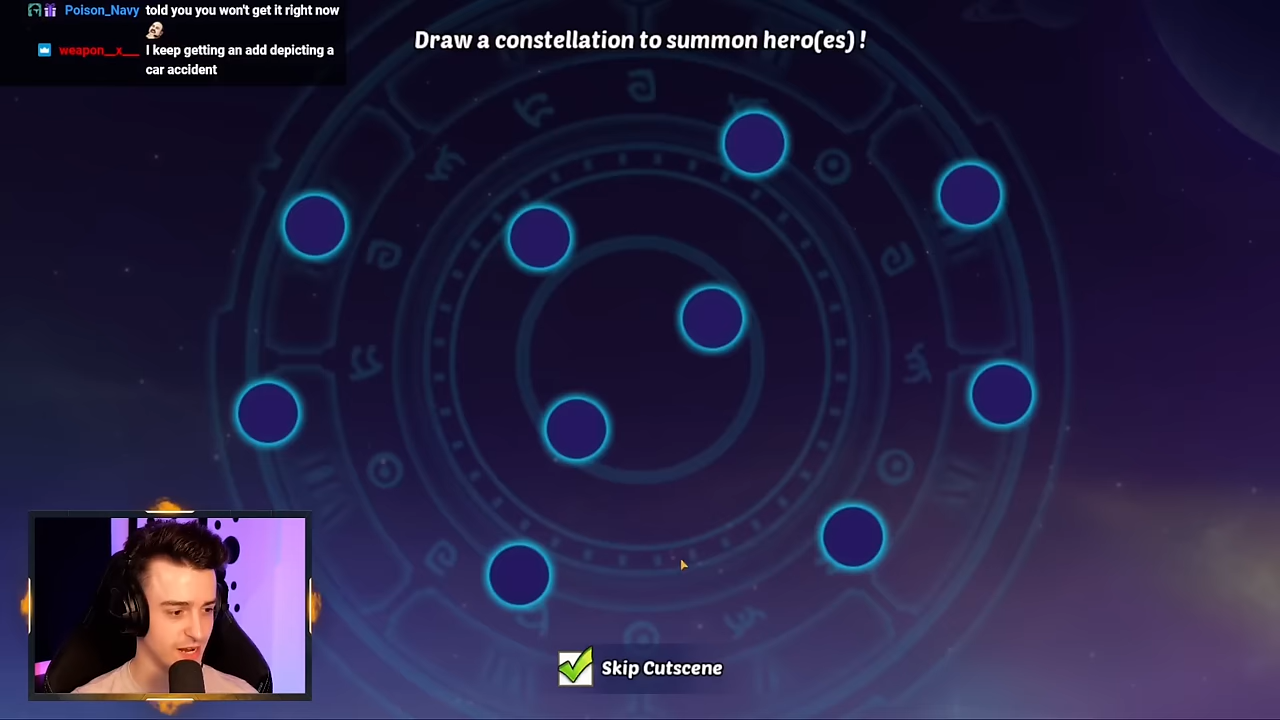 Poison_Navy told you you won't get it right now
weapon__x___ I keep getting an add depicting a
car accident
Draw a constellation to summon hero(es) !
Skip Cutscene